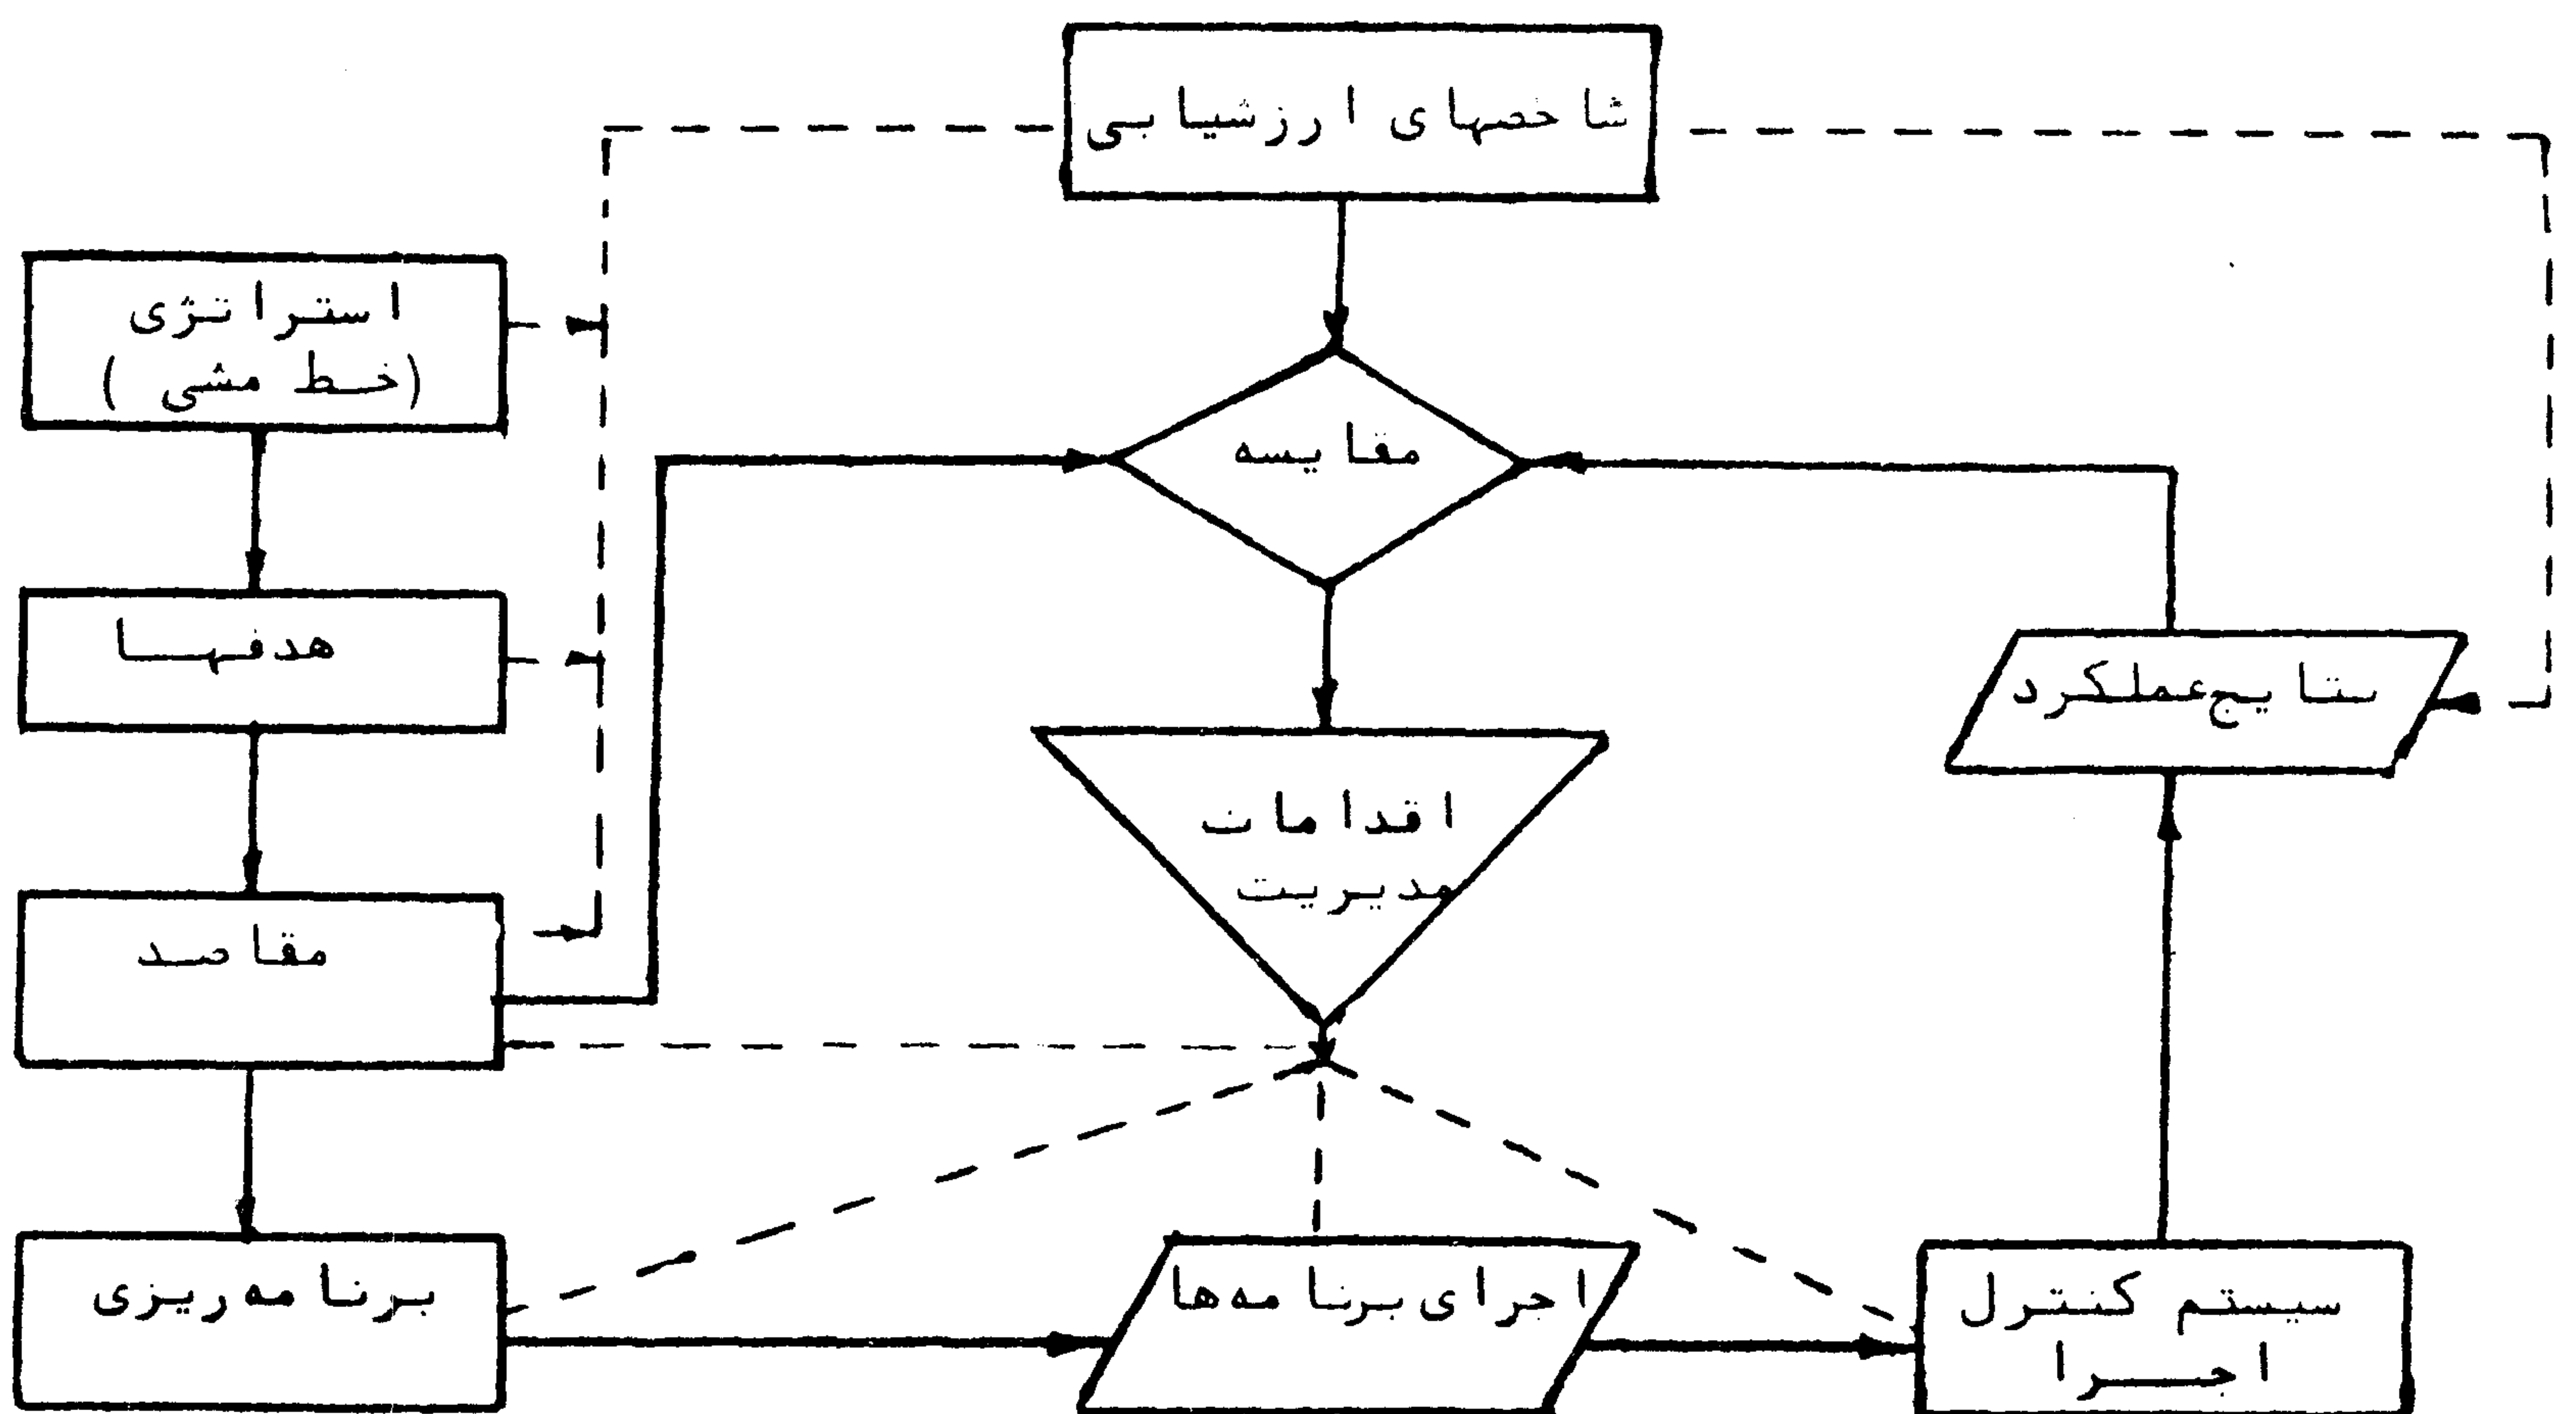 شاخصهای ارزشیابی
استراتژی
(خط مشی)
مقایسه
هدفها
نتایج عملکرد
اقدامات
مدیریت
مقاصد
برنامه‌ریزی
اجرای برنامه‌ها
سیستم کنترل
اجرا